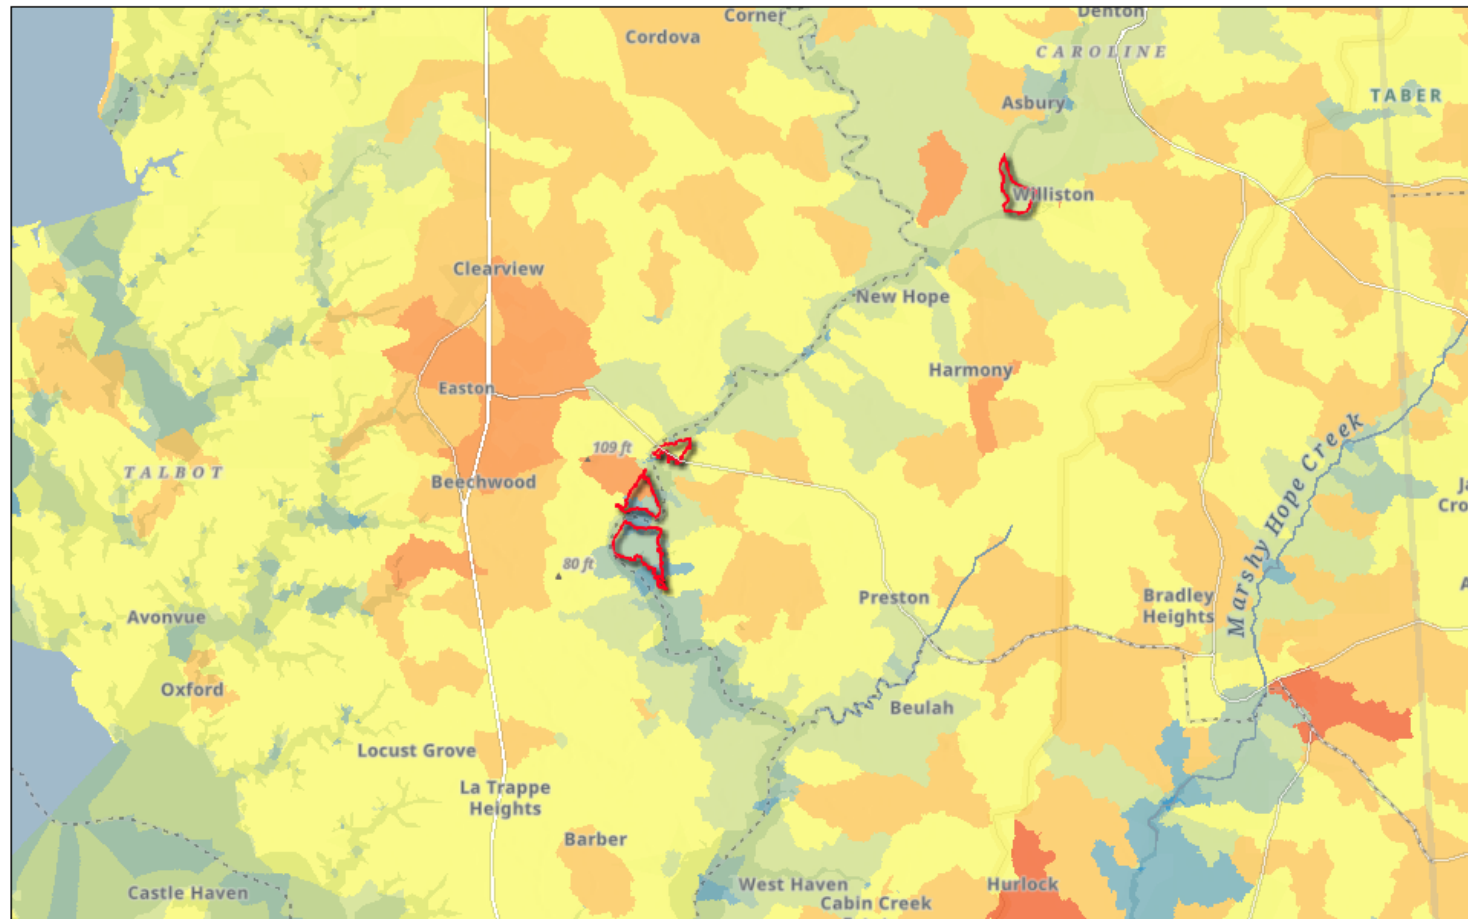 Corner
Denton
Cordova
CAROLINE
TABER
Asbury
Williston
Clearview
New Hope
Harmony
Easton
109 ft
TALBOT
Beechwood
Marshy Hope Creek
80 ft
Preston
Bradley
Heights
Avonvue
Oxford
Beulah
Locust Grove
La Trappe
Heights
Barber
Castle Haven
West Haven
Hurlock
Cabin Creek